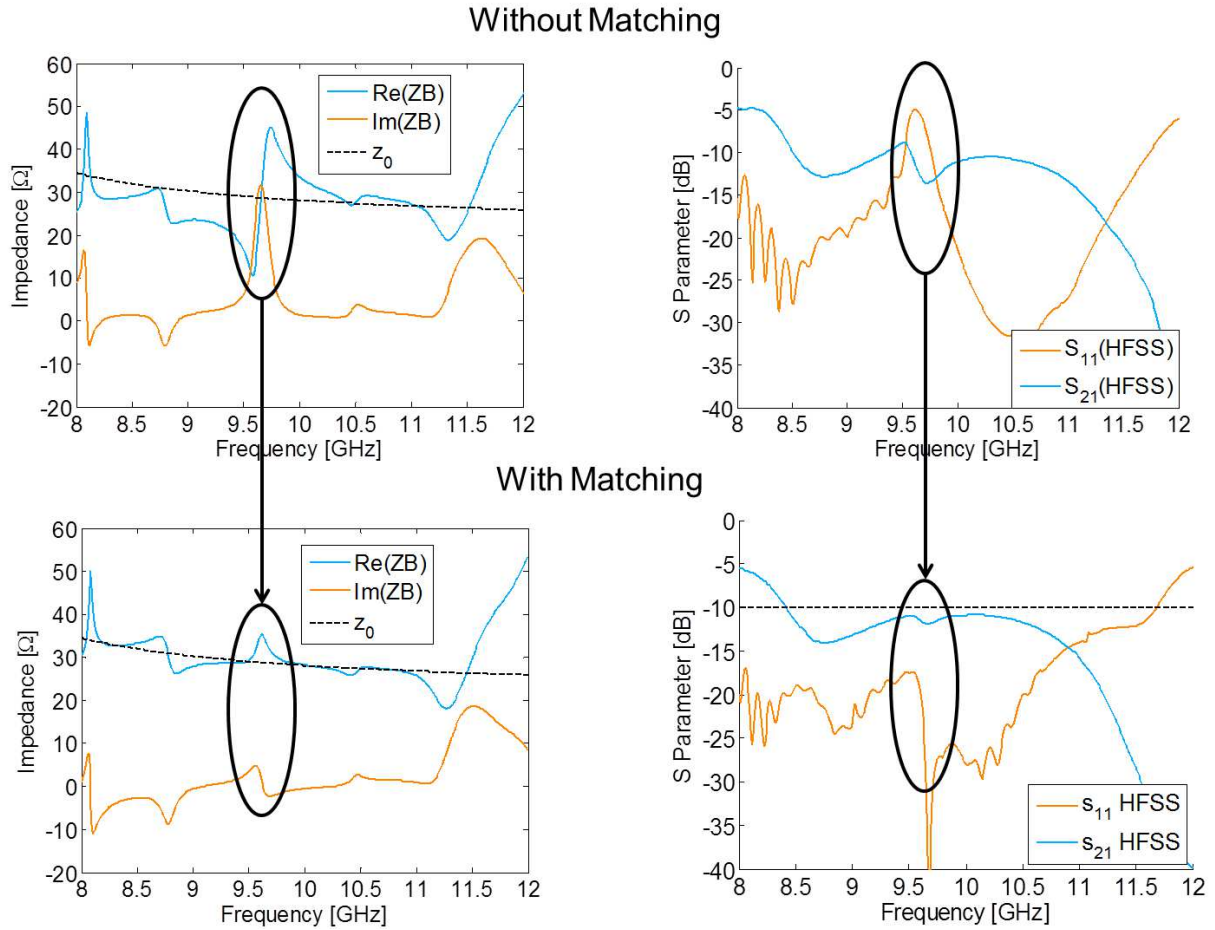 Without Matching
60
50
40
30
20
10
0
-10
-20
Impedance [Ω]
Re(ZB)
Im(ZB)
z0
8 8.5 9 9.5 10 10.5 11 11.5 12
Frequency [GHz]
0
-5
-10
-15
-20
-25
-30
-35
-40
S Parameter [dB]
S11(HFSS)
S21(HFSS)
8 8.5 9 9.5 10 10.5 11 11.5 12
Frequency [GHz]
With Matching
60
50
40
30
20
10
0
-10
-20
Impedance [Ω]
Re(ZB)
Im(ZB)
z0
8 8.5 9 9.5 10 10.5 11 11.5 12
Frequency [GHz]
0
-5
-10
-15
-20
-25
-30
-35
-40
S Parameter [dB]
s11 HFSS
s21 HFSS
8 8.5 9 9.5 10 10.5 11 11.5 12
Frequency [GHz]